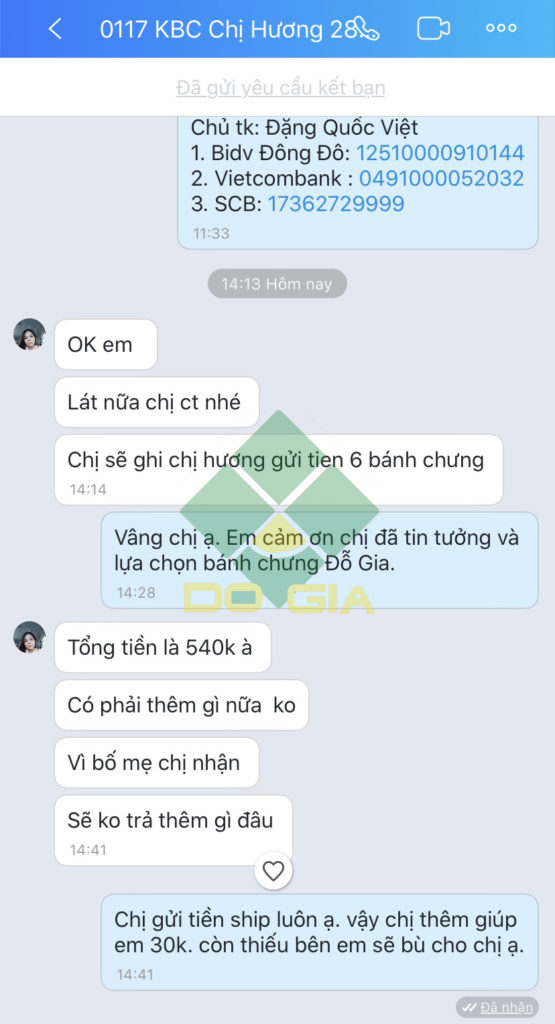 0117 KBC Chị Hương 28
Đã gửi yêu cầu kết bạn
Chủ tk: Đặng Quốc Việt
1. Bidv Đông Đô: 12510000910144
2. Vietcombank : 0491000052032
3. SCB: 17362729999
11:33
14:13 Hôm nay
OK em
Lát nữa chị ct nhé
Chị sẽ ghi chị hương gửi tien 6 bánh chưng
14:14
Vâng chị ạ. Em cảm ơn chị đã tin tưởng và
lựa chọn bánh chưng Đỗ Gia.
14:28
DO GIA
Tổng tiền là 540k à
Có phải thêm gì nữa ko
Vì bố mẹ chị nhận
Sẽ ko trả thêm gì đâu
14:41
Chị gửi tiền ship luôn ạ. vậy chị thêm giúp
em 30k. còn thiếu bên em sẽ bù cho chị ạ.
14:41
Đã nhận